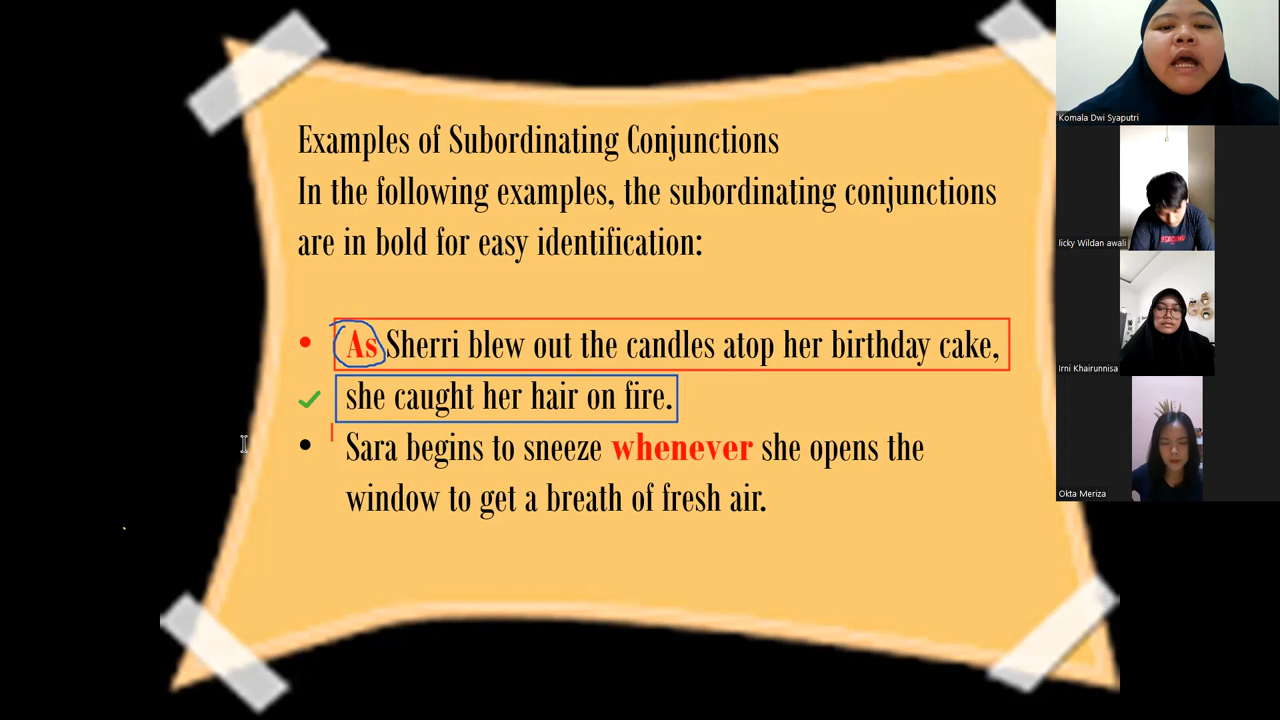 Examples of Subordinating Conjunctions
In the following examples, the subordinating conjunctions
are in bold for easy identification:
As Sherri blew out the candles atop her birthday cake,
she caught her hair on fire.
Sara begins to sneeze whenever she opens the
window to get a breath of fresh air.
Komala Dwi Syaputri
licky Wildan awali
Irni Khairunnisa
Okta Meriza